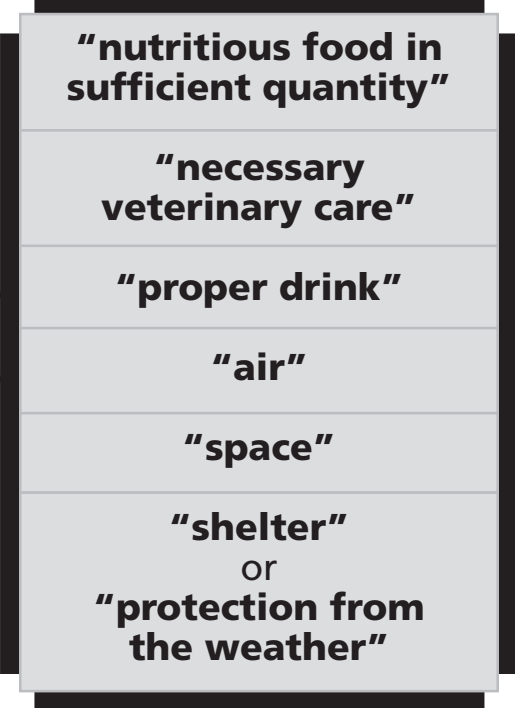 “nutritious food in
sufficient quantity”
“necessary
veterinary care”
“proper drink”
“air”
“space”
“shelter”
or
“protection from
the weather”